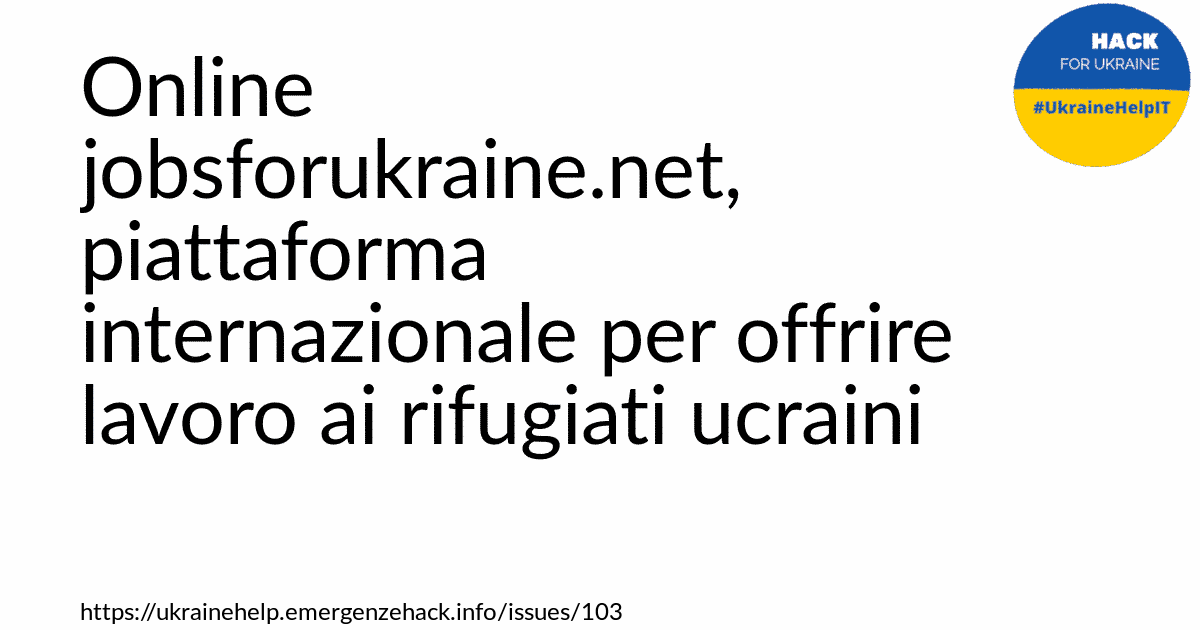 HACK
FOR UKRAINE
#UkraineHelpIT
Online
jobsforukraine.net,
piattaforma
internazionale per offrire
lavoro ai rifugiati ucraini
https://ukrainehelp.emergenzehack.info/issues/103